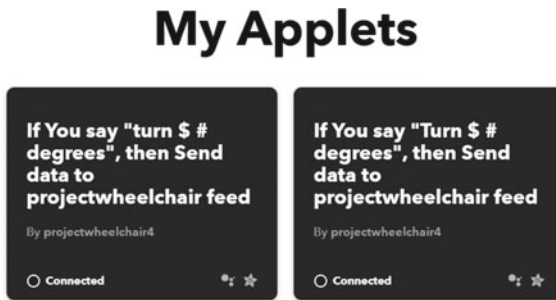 My Applets
If You say "turn $ #
degrees", then Send
data to
projectwheelchair feed
By projectwheelchair4
Connected
If You say "Turn $ #
degrees", then Send
data to
projectwheelchair feed
By projectwheelchair4
Connected